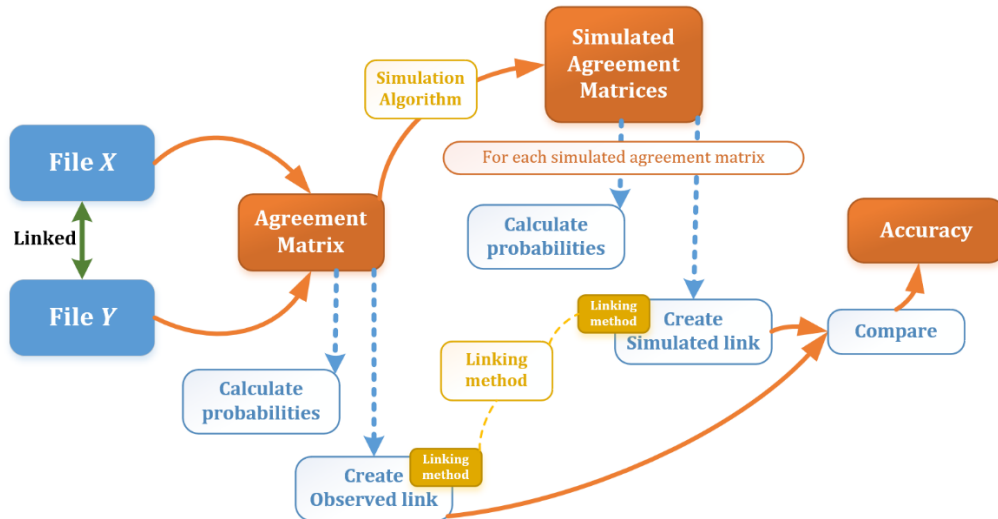 Simulated
Agreement
Matrices
Simulation
Algorithm
File X
For each simulated agreement matrix
Linked
Agreement
Matrix
Calculate
probabilities
Accuracy
File Y
Linking
method
Create
Simulated link
Compare
Linking
method
Calculate
probabilities
Linking
method
Create
Observed link